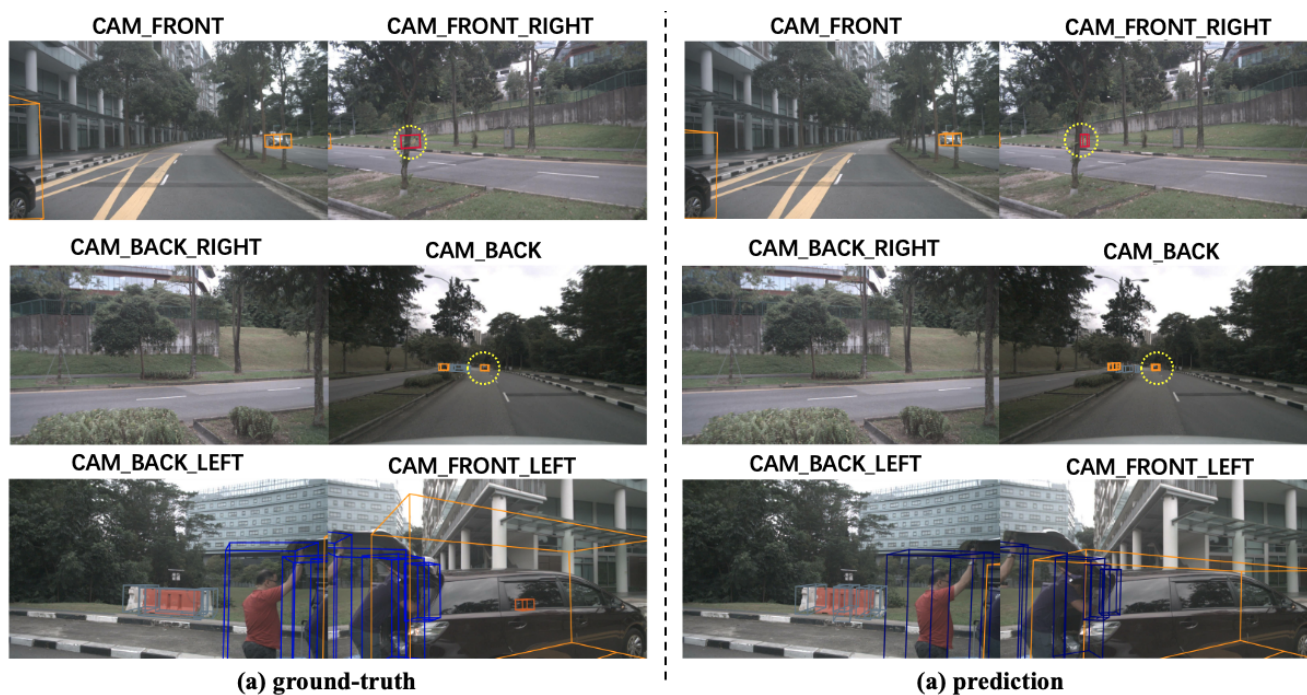 CAM_FRONT
CAM_FRONT_RIGHT
CAM_BACK_RIGHT
CAM_BACK
CAM_BACK_LEFT
CAM_FRONT_LEFT
(a) ground-truth
CAM_FRONT
CAM_FRONT_RIGHT
CAM_BACK_RIGHT
CAM_BACK
CAM_BACK_LEFT
CAM_FRONT_LEFT
(a) prediction